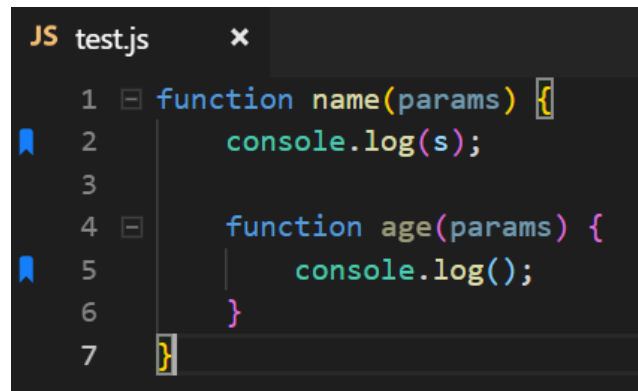 JS test.js ×
1 function name(params) {
2 console.log(s);
3
4 function age(params) {
5 console.log();
6 }
7 }